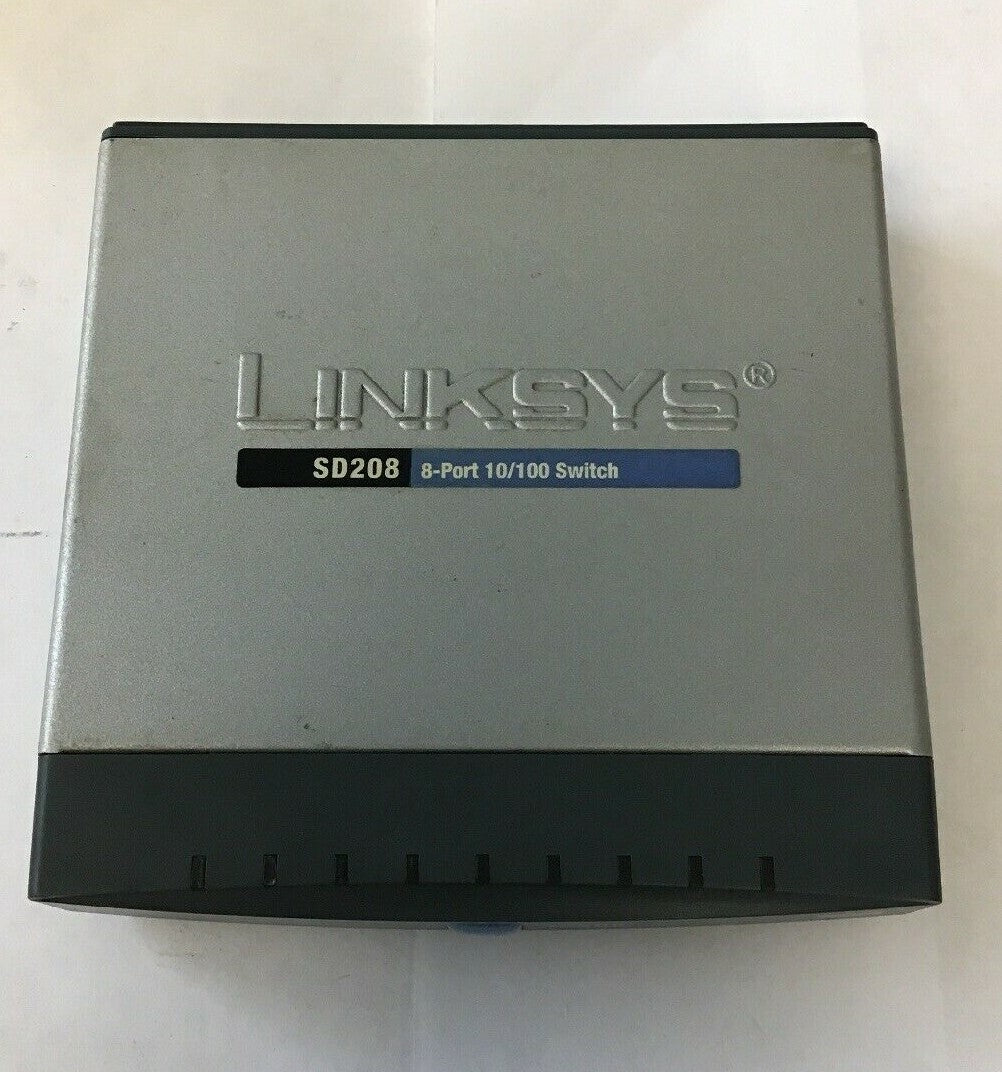 LINKSYS®
SD208 8-Port 10/100 Switch